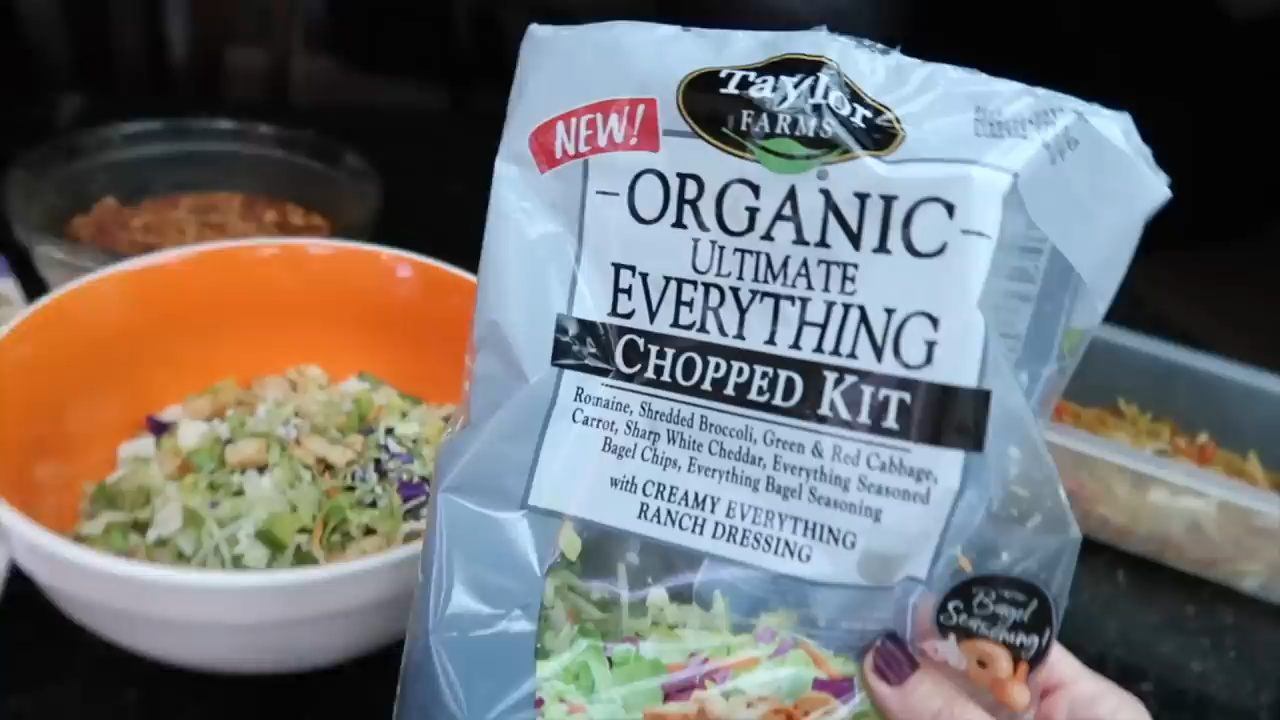 Taylor
FARMS
NEW!
-ORGANIC-
ULTIMATE
EVERYTHING
CHOPPED KIT
Romaine, Shredded Broccoli, Green & Red Cabbage,
Carrot, Sharp White Cheddar, Everything Seasoned
Bagel Chips, Everything Bagel Seasoning
with CREAMY EVERYTHING
RANCH DRESSING
Bagel
Seasoning!